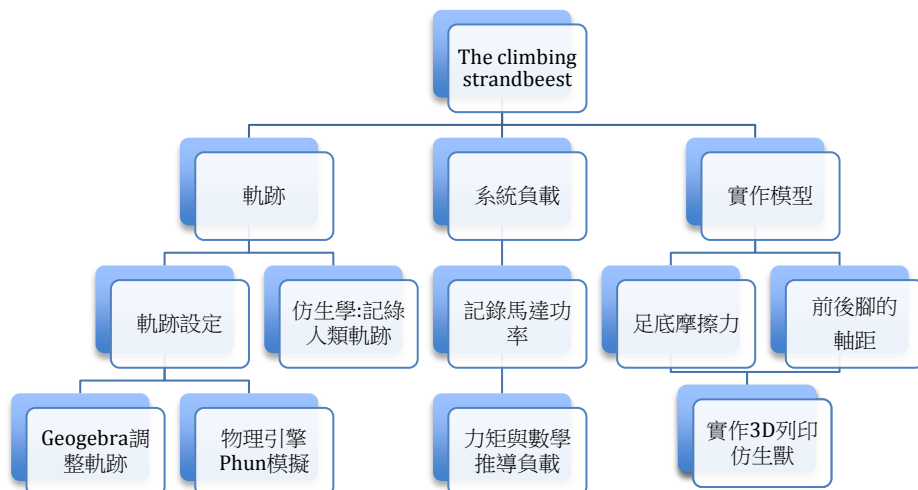 The climbing
strandbeest
軌跡
系統負載
實作模型
軌跡設定
仿生學:記綠
人類軌跡
記錄馬達功
率
足底摩擦力
前後腳的
軸距
Geogebra調
整軌跡
物理引擎
Phun模擬
力矩與數學
推導負載
實作3D列印
仿生獸